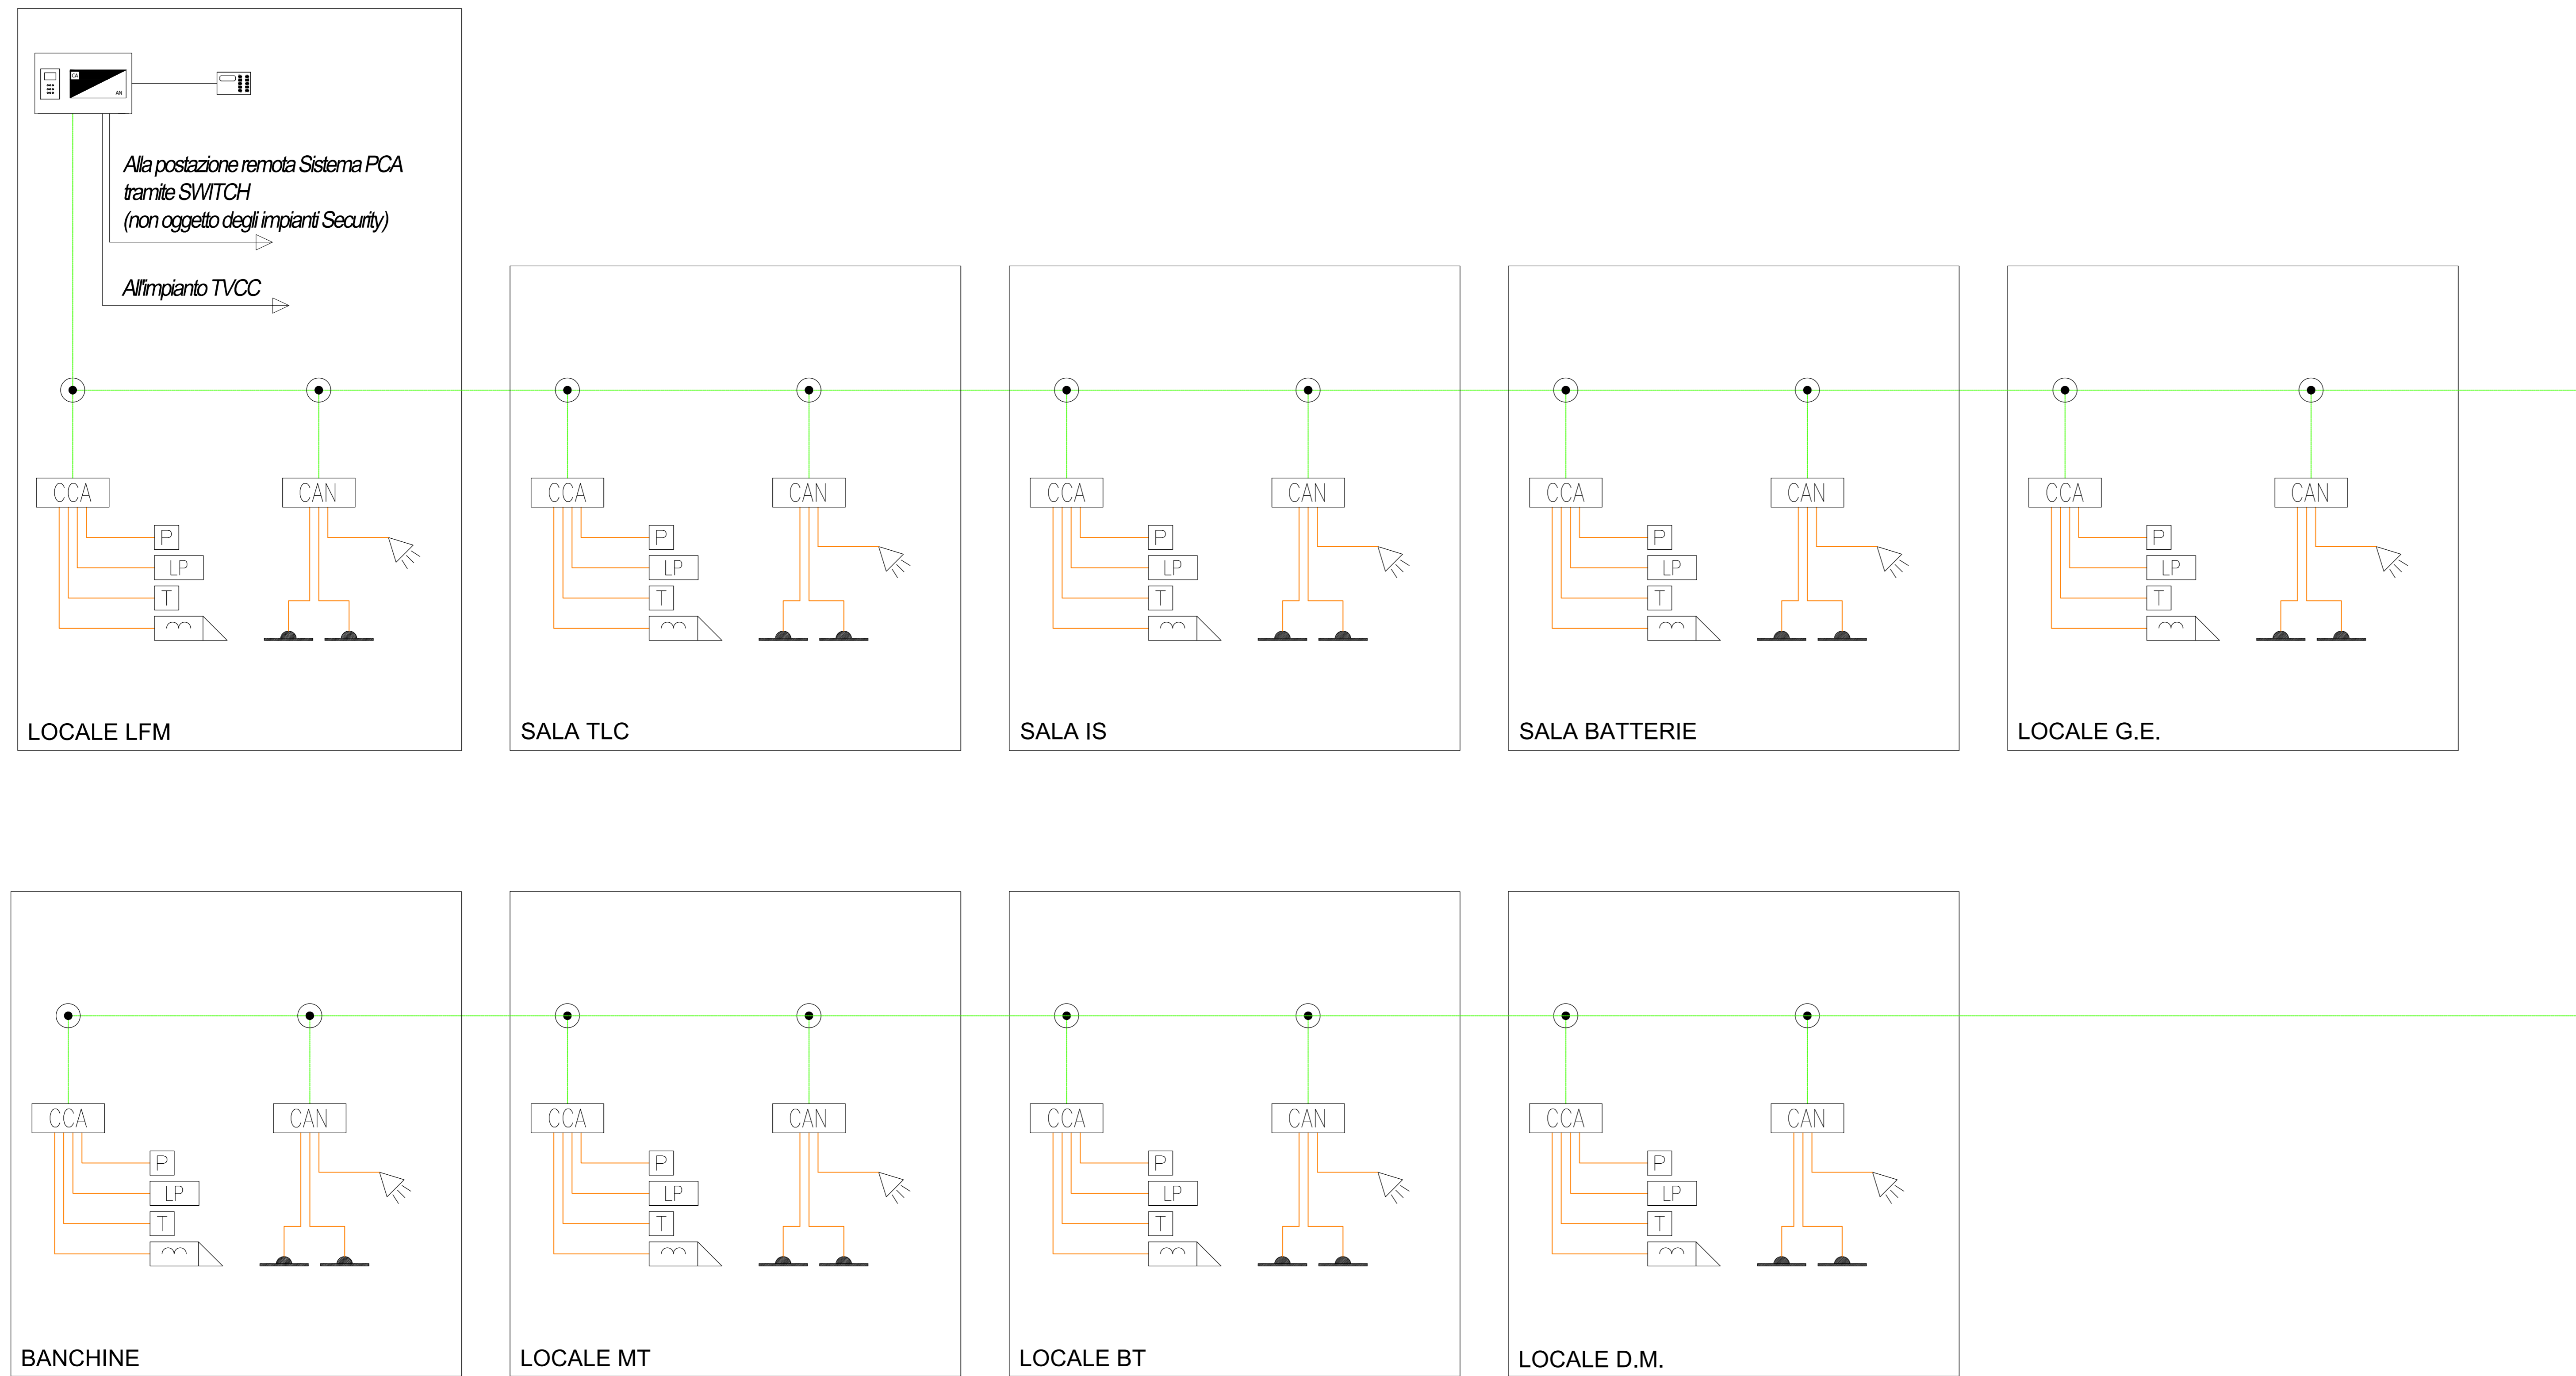 CA
AN
Alla postazione remota Sistema PCA
tramite SWITCH
(non oggetto degli impianti Security)
All'impianto TVCC
CCA
CAN
P
LP
T
LOCALE LFM
CCA
CAN
P
LP
T
SALA TLC
CCA
CAN
P
LP
T
SALA IS
CCA
CAN
P
LP
T
SALA BATTERIE
CCA
CAN
P
LP
T
LOCALE G.E.
CCA
CAN
P
LP
T
BANCHINE
CCA
CAN
P
LP
T
LOCALE MT
CCA
CAN
P
LP
T
LOCALE BT
CCA
CAN
P
LP
T
LOCALE D.M.